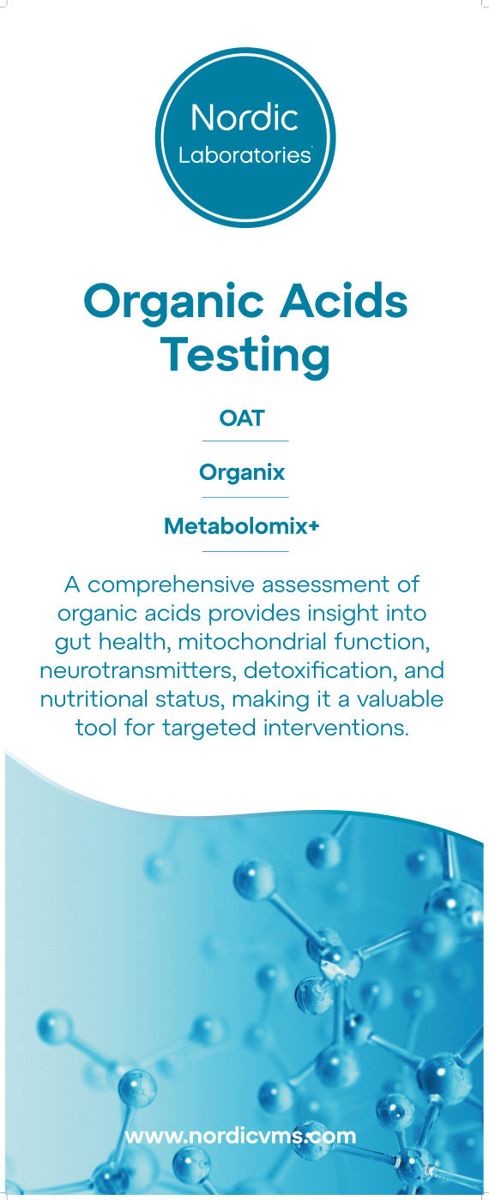 Nordic
Laboratories
Organic Acids
Testing
OAT
Organix
Metabolomix+
A comprehensive assessment of
organic acids provides insight into
gut health, mitochondrial function,
neurotransmitters, detoxification, and
nutritional status, making it a valuable
tool for targeted interventions.
www.nordicvms.com